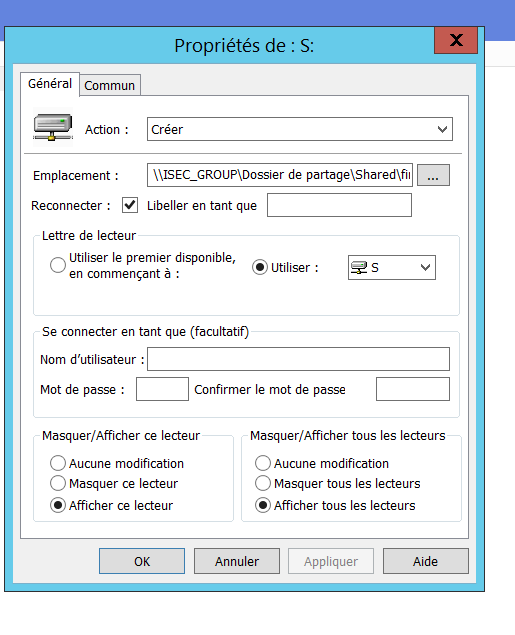 Propriétés de : S:
X
Général
Commun
Action :
Créer
Emplacement :
\\ISEC_GROUP\Dossier de partage\Shared\fi
...
Reconnecter :
Libeller en tant que
Lettre de lecteur
Utiliser le premier disponible,
en commençant à :
Utiliser :
S
Se connecter en tant que (facultatif)
Nom d'utilisateur :
Mot de passe :
Confirmer le mot de passe
Masquer/Afficher ce lecteur
Aucune modification
Masquer ce lecteur
Afficher ce lecteur
Masquer/Afficher tous les lecteurs
Aucune modification
Masquer tous les lecteurs
Afficher tous les lecteurs
OK
Annuler
Appliquer
Aide